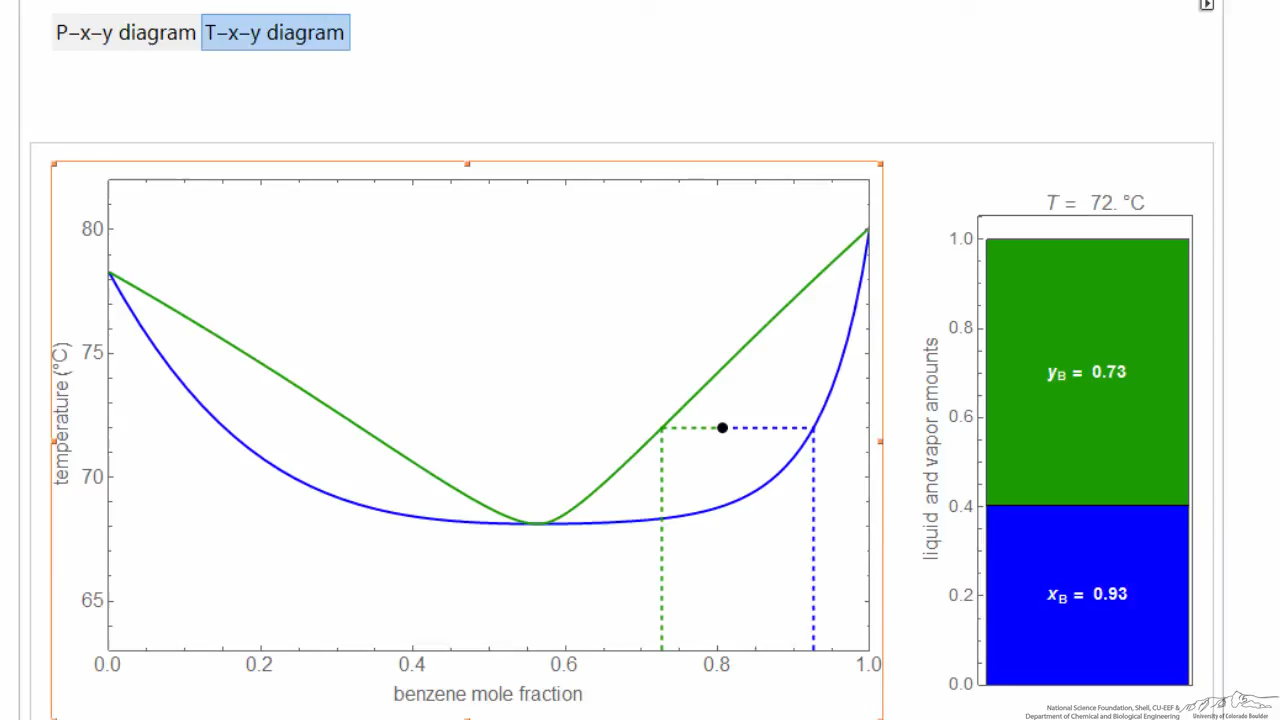 P–x–y diagram T–x–y diagram
T = 72. °C
80
75
70
65
temperature (°C)
0.0 0.2 0.4 0.6 0.8 1.0
benzene mole fraction
1.0
0.8
0.6
0.4
0.2
0.0
liquid and vapor amounts
yB = 0.73
xB = 0.93
National Science Foundation, Shell, CU-EEF &
Department of Chemical and Biological Engineering
University of Colorado Boulder